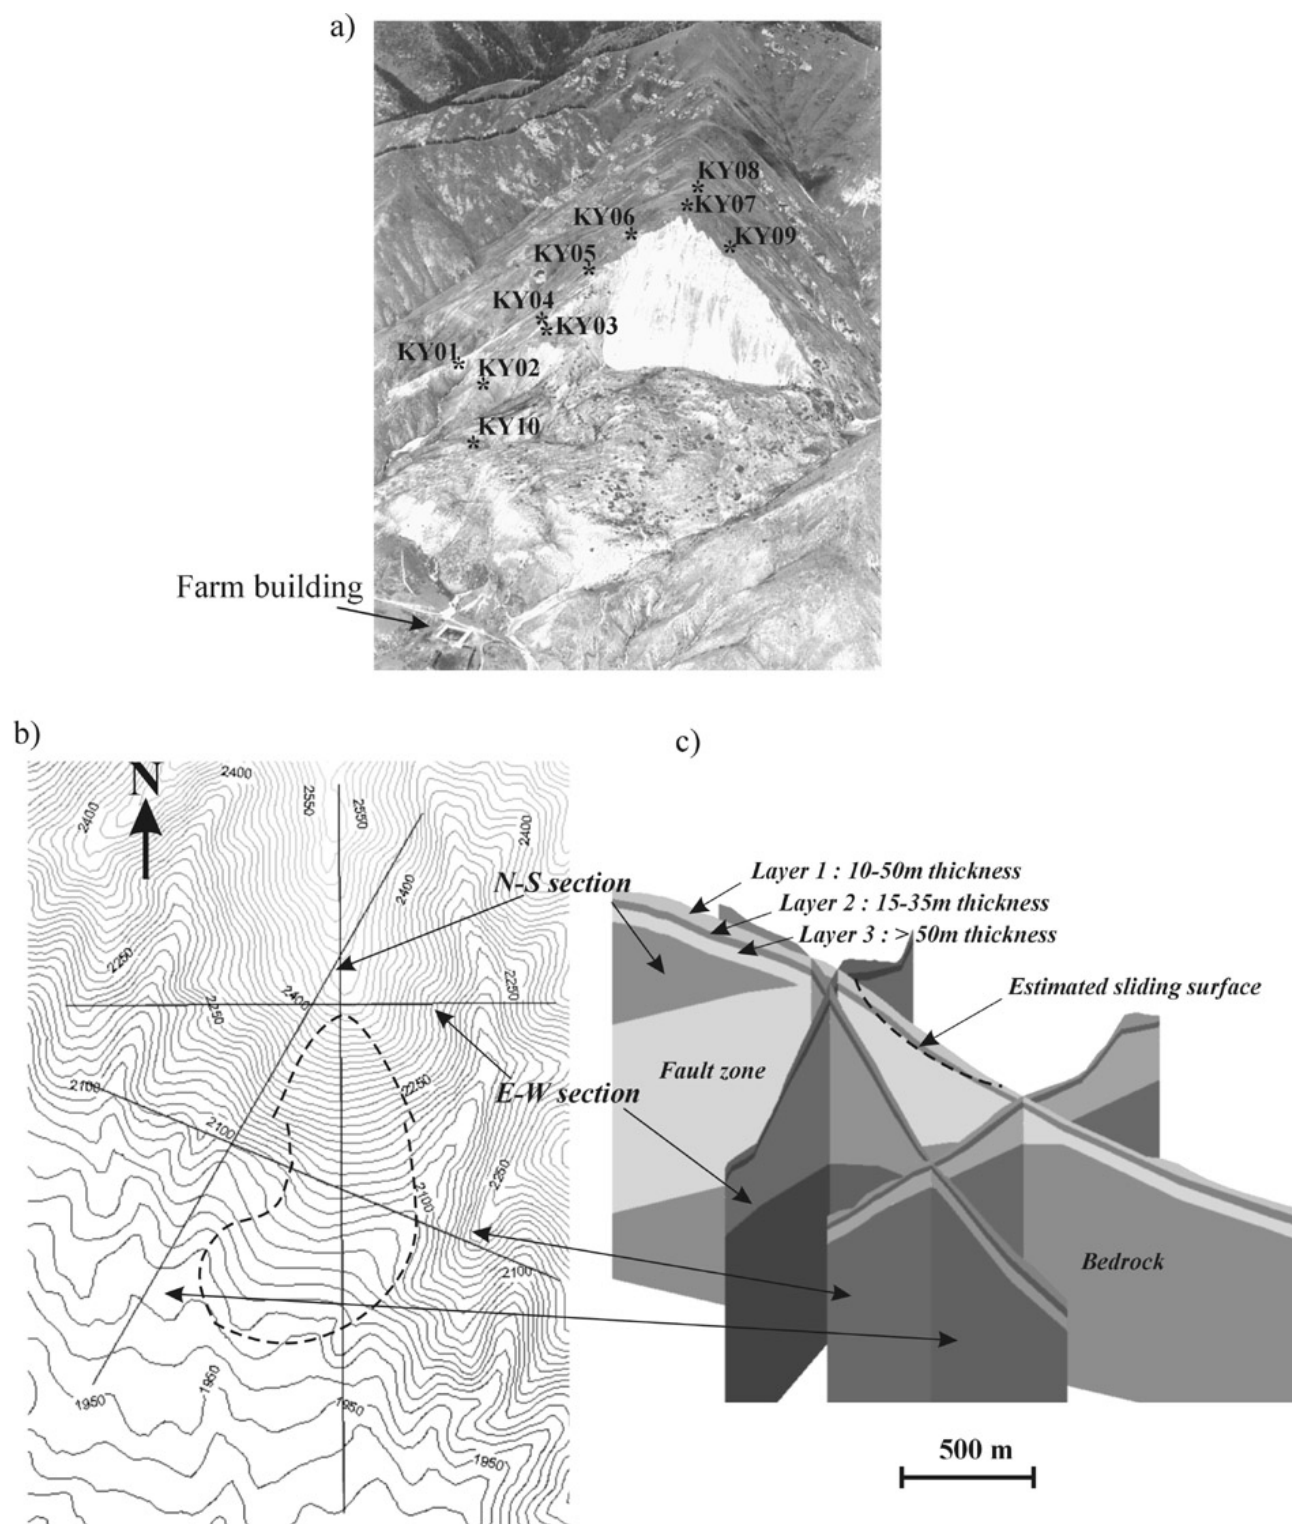 a)
KY08
KY07
KY06
KY09
KY05
KY04
KY03
KY01
KY02
KY10
Farm building
b)
c)
N
2400
2550
2550
2400
2400
2400
N-S section
Layer 1 : 10-50m thickness
Layer 2 : 15-35m thickness
Layer 3 : > 50m thickness
2250
2250
2250
2400
Estimated sliding surface
Fault zone
2100
2250
E-W section
2100
2250
2100
2100
Bedrock
1950
1950
1950
1950
500 m